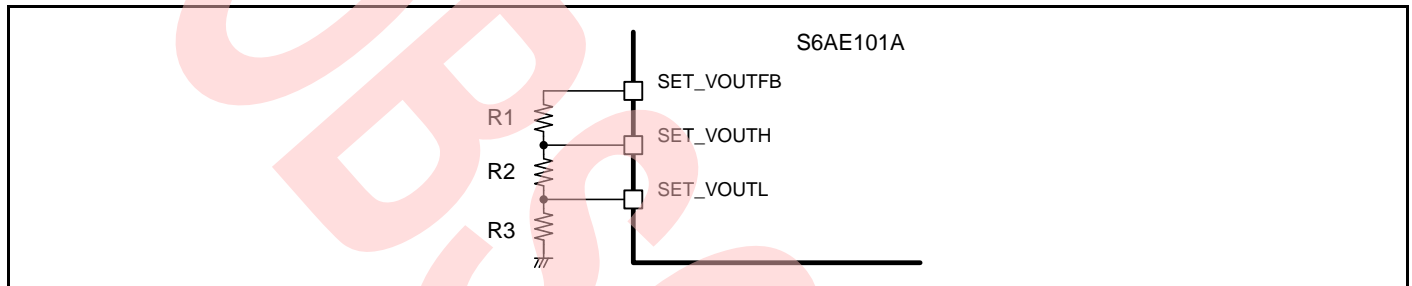 S6AE101A
SET_VOUTFB
R1
SET_VOUTH
R2
SET_VOUTL
R3